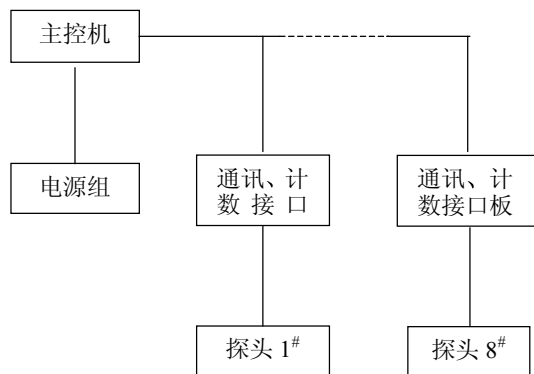 主控机
电源组
通讯、计
数 接 口
通讯、计
数接口板
探头 1#
探头 8#